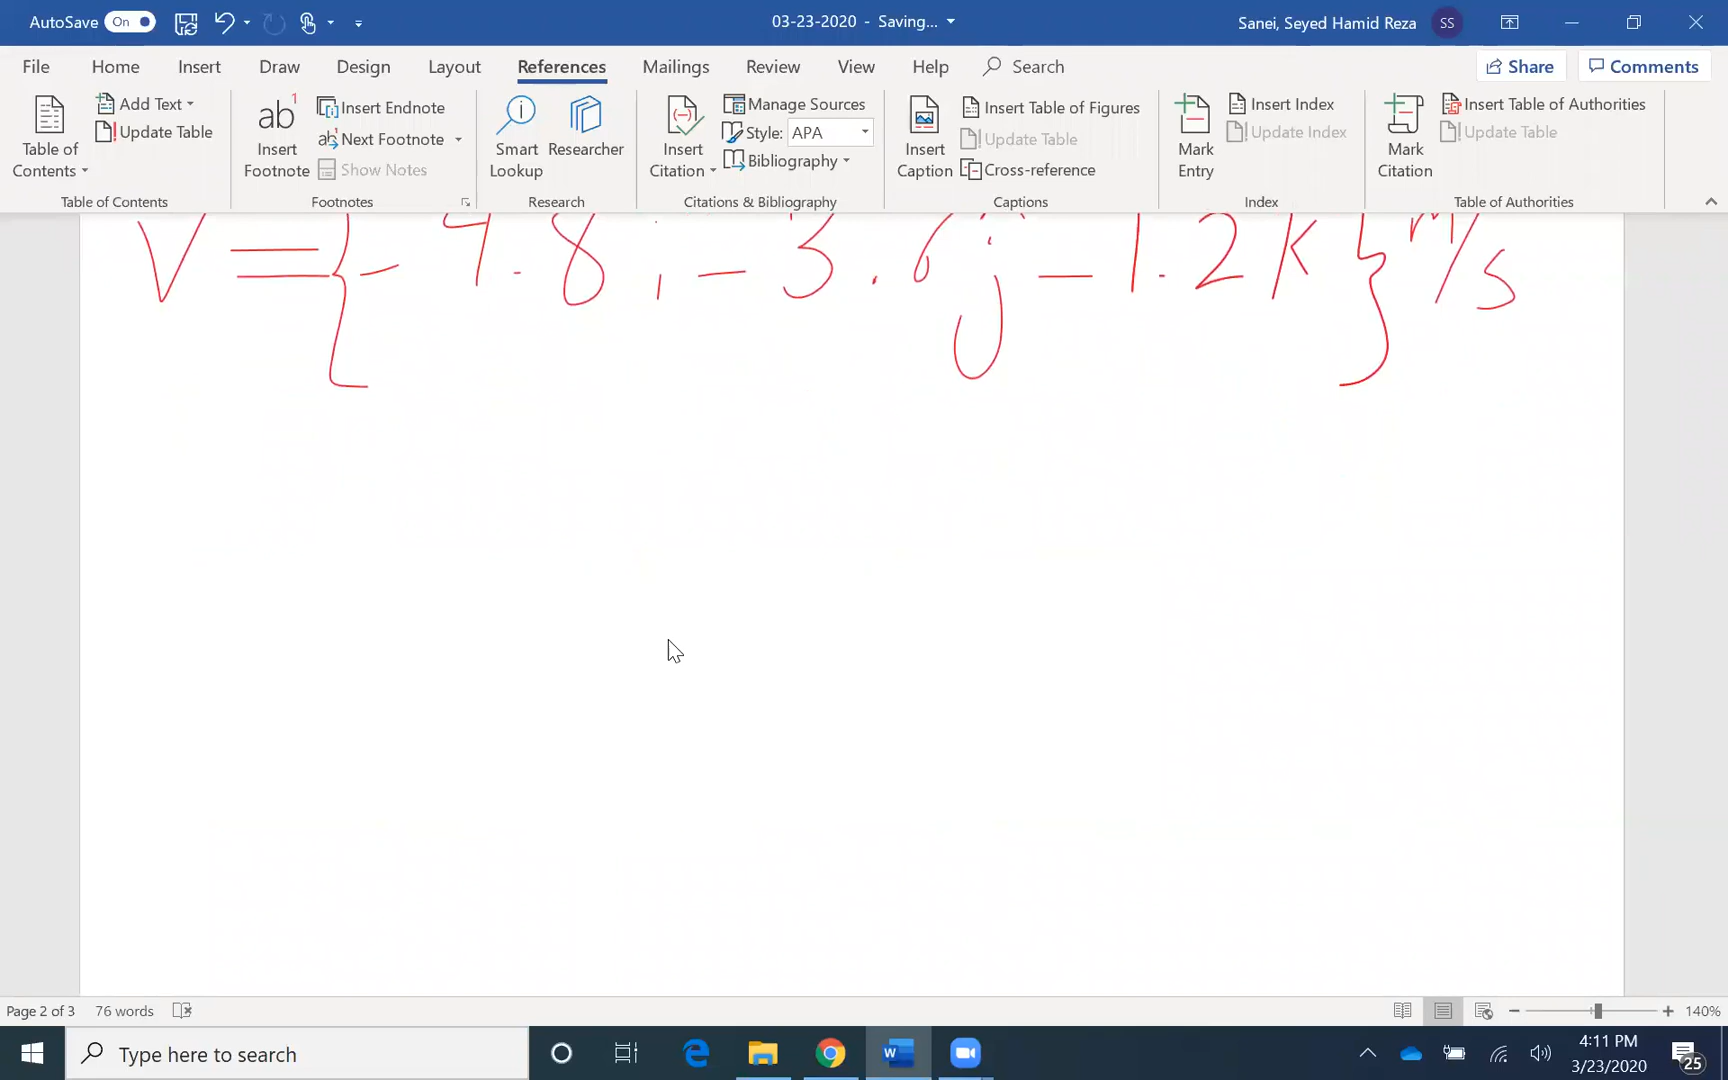 AutoSave On 03-23-2020 - Saving... Sanei, Seyed Hamid Reza SS
File Home Insert Draw Design Layout References Mailings Review View Help Search Share Comments
Table of Contents
Add Text
Update Table
Table of Contents
ab1 Insert Footnote
Insert Endnote
Next Footnote
Show Notes
Footnotes
Smart Lookup
Researcher
Research
Insert Citation
Manage Sources
Style: APA
Bibliography
Citations & Bibliography
Insert Caption
Insert Table of Figures
Update Table
Cross-reference
Captions
Mark Entry
Insert Index
Update Index
Index
Mark Citation
Insert Table of Authorities
Update Table
Table of Authorities
V = { - 4.8 i - 3.6 j - 1.2 k } m/s
Page 2 of 3 76 words 140%
Type here to search
4:11 PM
3/23/2020
25